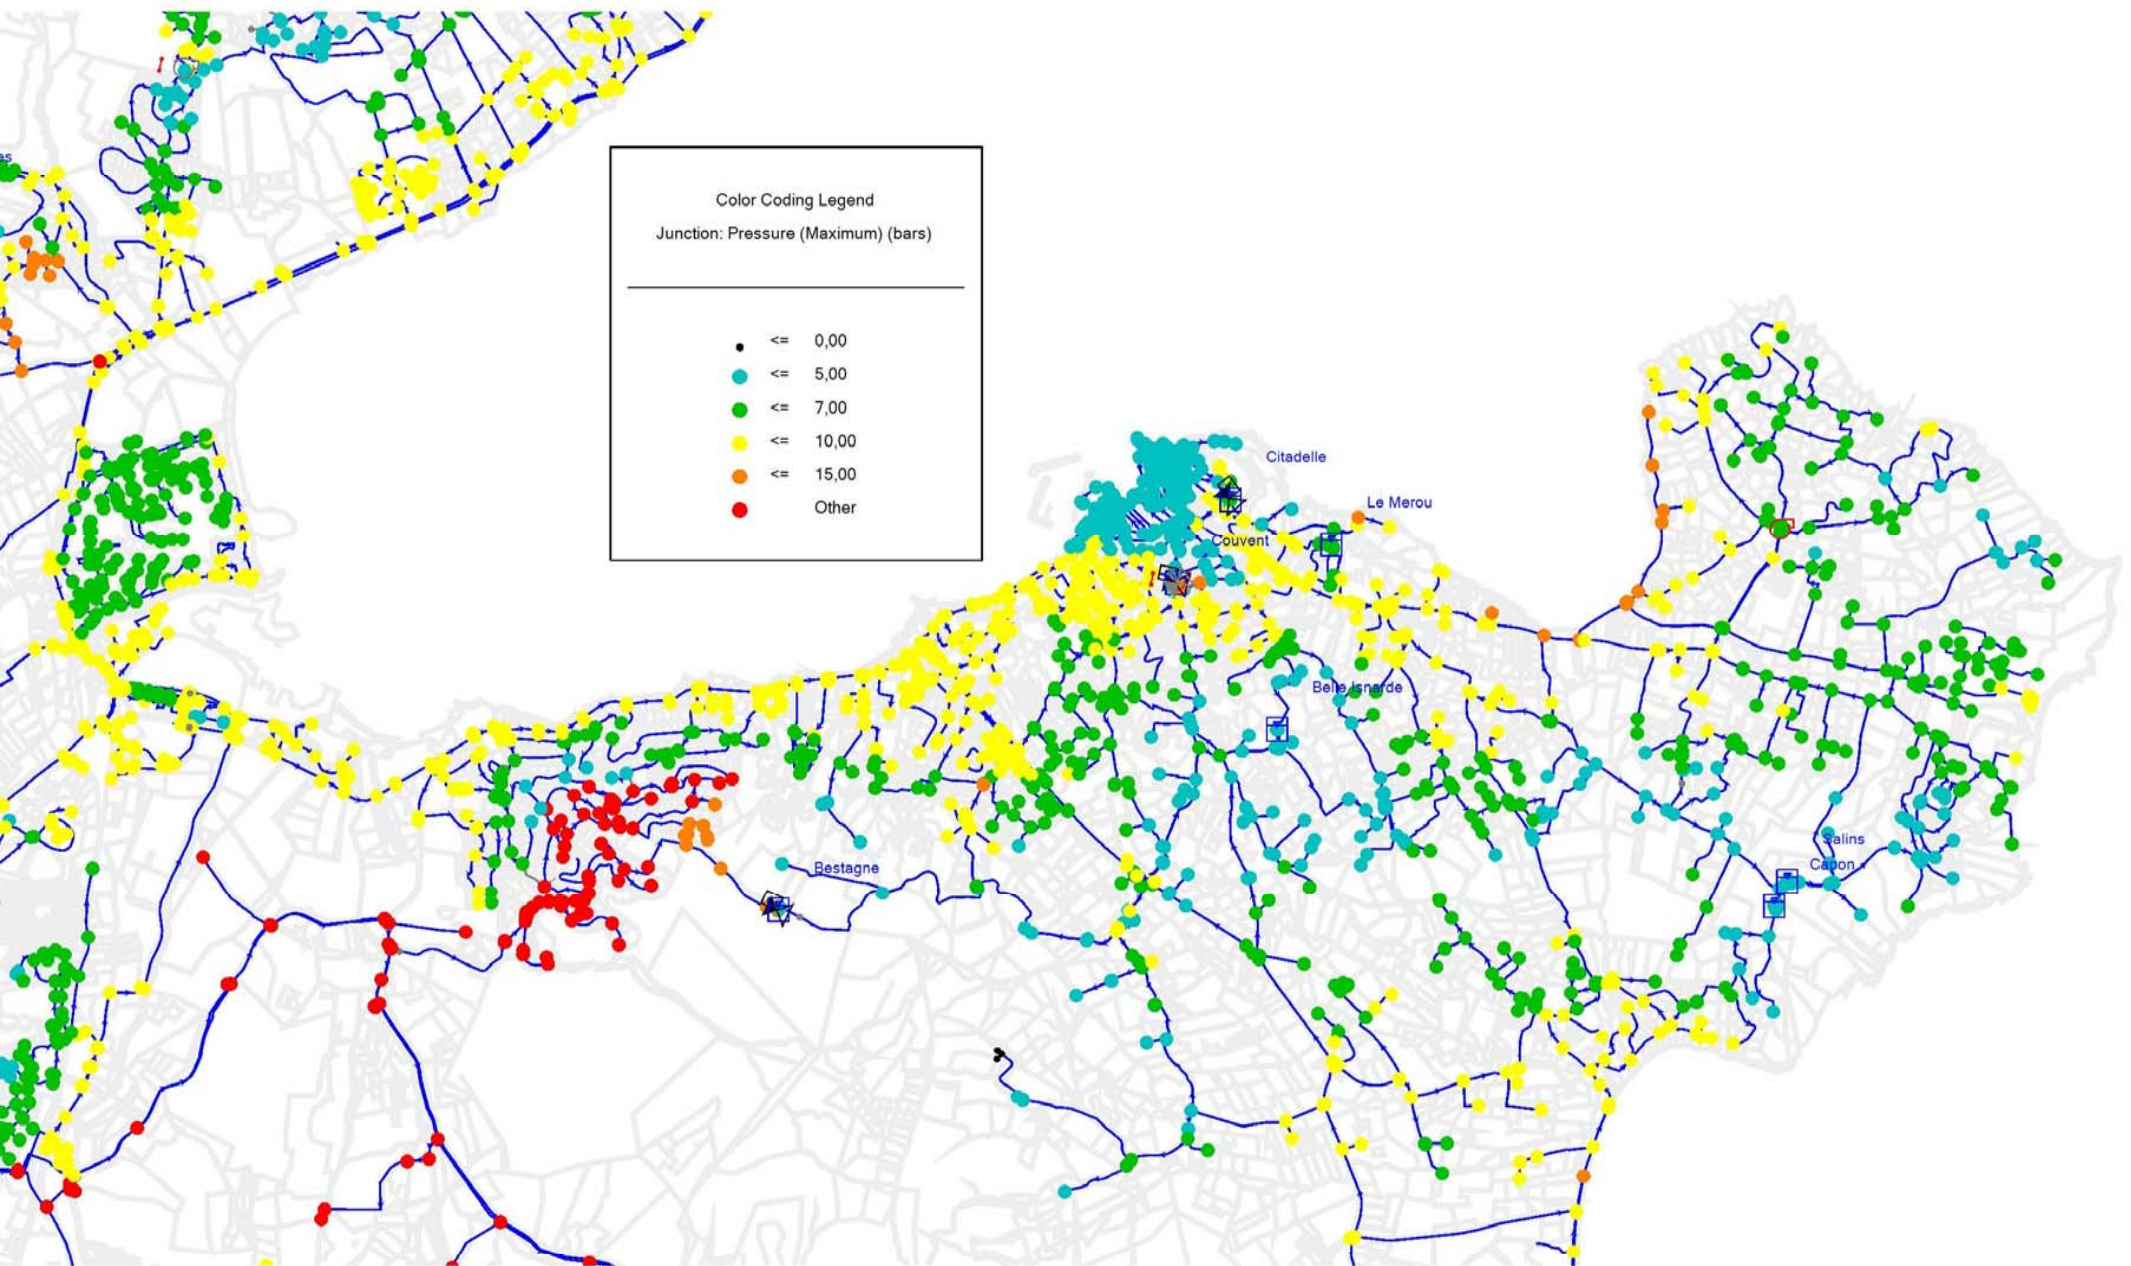 es
Color Coding Legend
Junction: Pressure (Maximum) (bars)
<= 0,00
<= 5,00
<= 7,00
<= 10,00
<= 15,00
Other
Citadelle
Le Merou
Couvent
Belle Isnarde
Bestagne
Salins
Capon